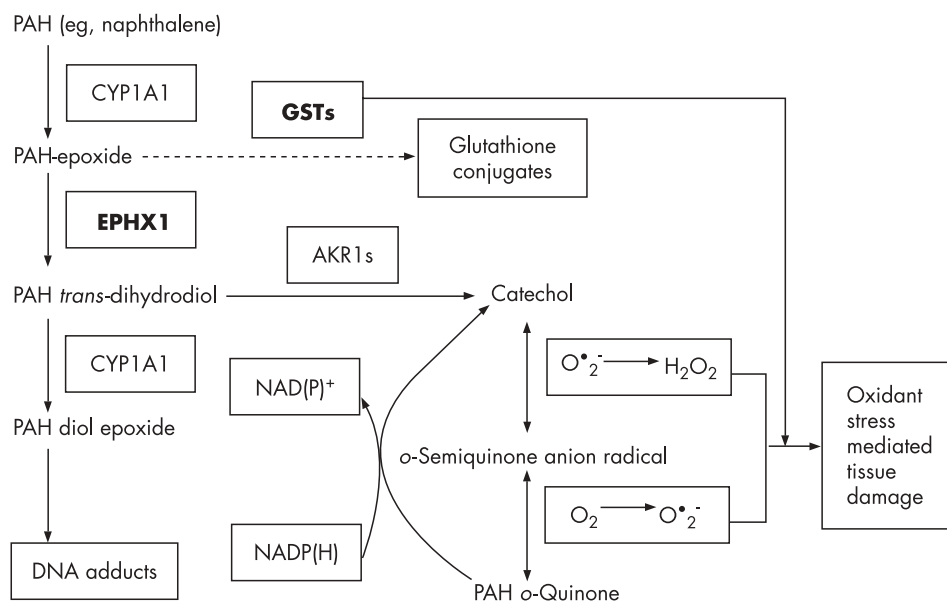 PAH (eg, naphthalene)
CYP1A1
GSTs
PAH-epoxide
Glutathione
conjugates
EPHX1
AKR1s
PAH trans-dihydrodiol
Catechol
CYP1A1
O•2- H2O2
NAD(P)+
Oxidant
stress
mediated
tissue
damage
PAH diol epoxide
o-Semiquinone anion radical
O2 O•2-
NADP(H)
DNA adducts
PAH o-Quinone